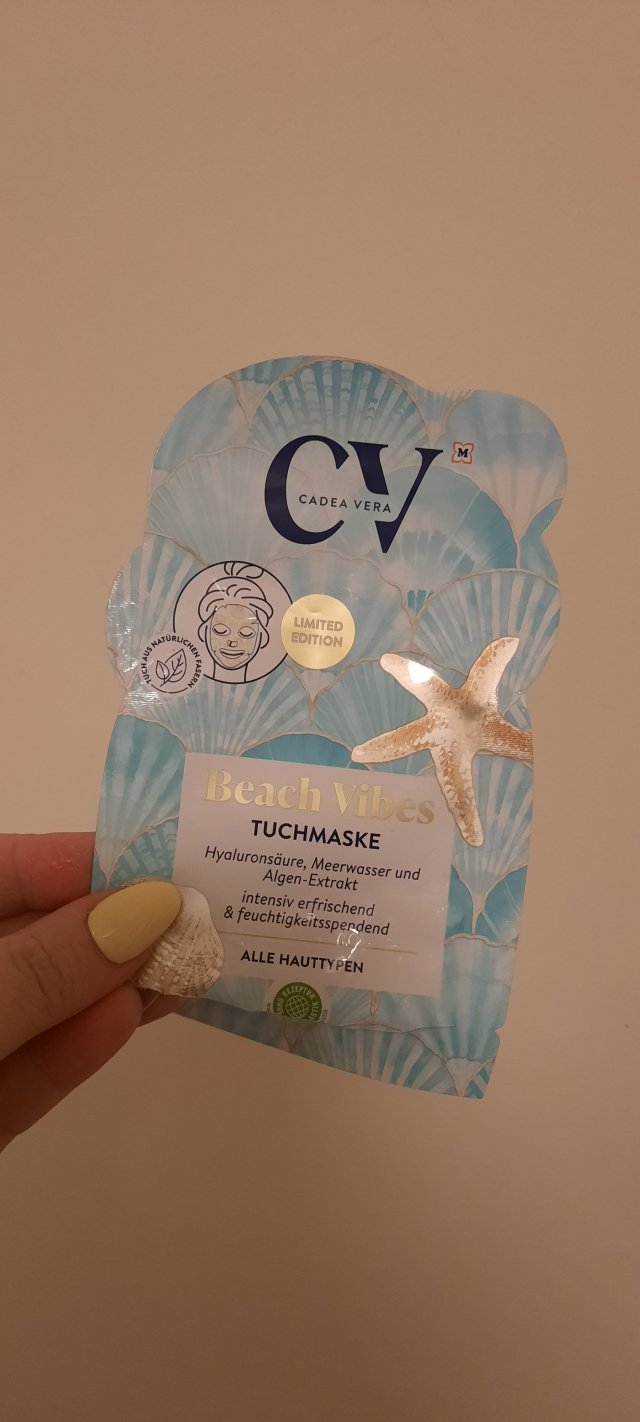 CV
CADEA VERA
M
LIMITED
EDITION
TUCH AUS NATÜRLICHEN FASERN
Beach Vibes
TUCHMASKE
Hyaluronsäure, Meerwasser und
Algen-Extrakt
intensiv erfrischend
& feuchtigkeitsspendend
ALLE HAUTTYPEN
REZEPTUR